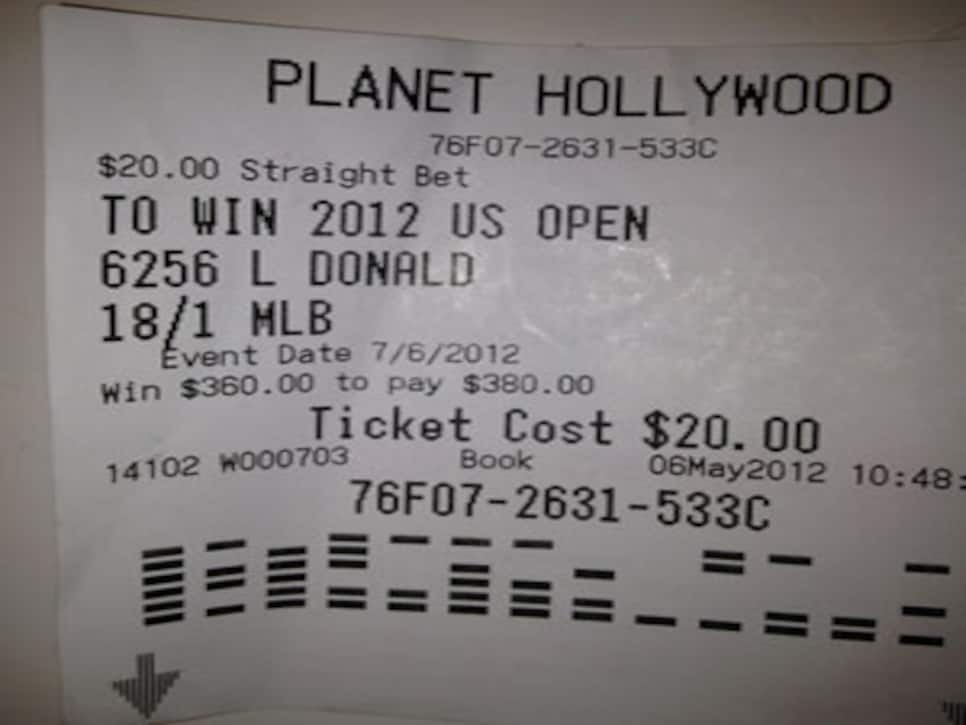 PLANET HOLLYWOOD
76F07-2631-533C
$20.00 Straight Bet
TO WIN 2012 US OPEN
6256 L DONALD
18/1 MLB
Event Date 7/6/2012
Win $360.00 to pay $380.00
Ticket Cost $20.00
14102 W000703 Book 06May2012 10:48:
76F07-2631-533C